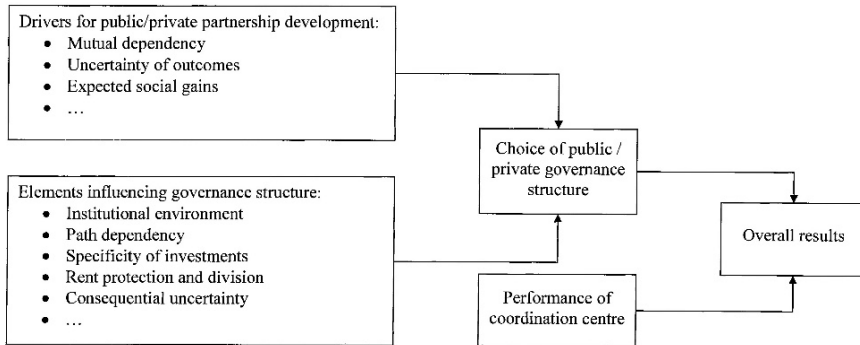 Drivers for public/private partnership development:
• Mutual dependency
• Uncertainty of outcomes
• Expected social gains
• …
Choice of public /
private governance
structure
Elements influencing governance structure:
• Institutional environment
• Path dependency
• Specificity of investments
• Rent protection and division
• Consequential uncertainty
• …
Overall results
Performance of
coordination centre